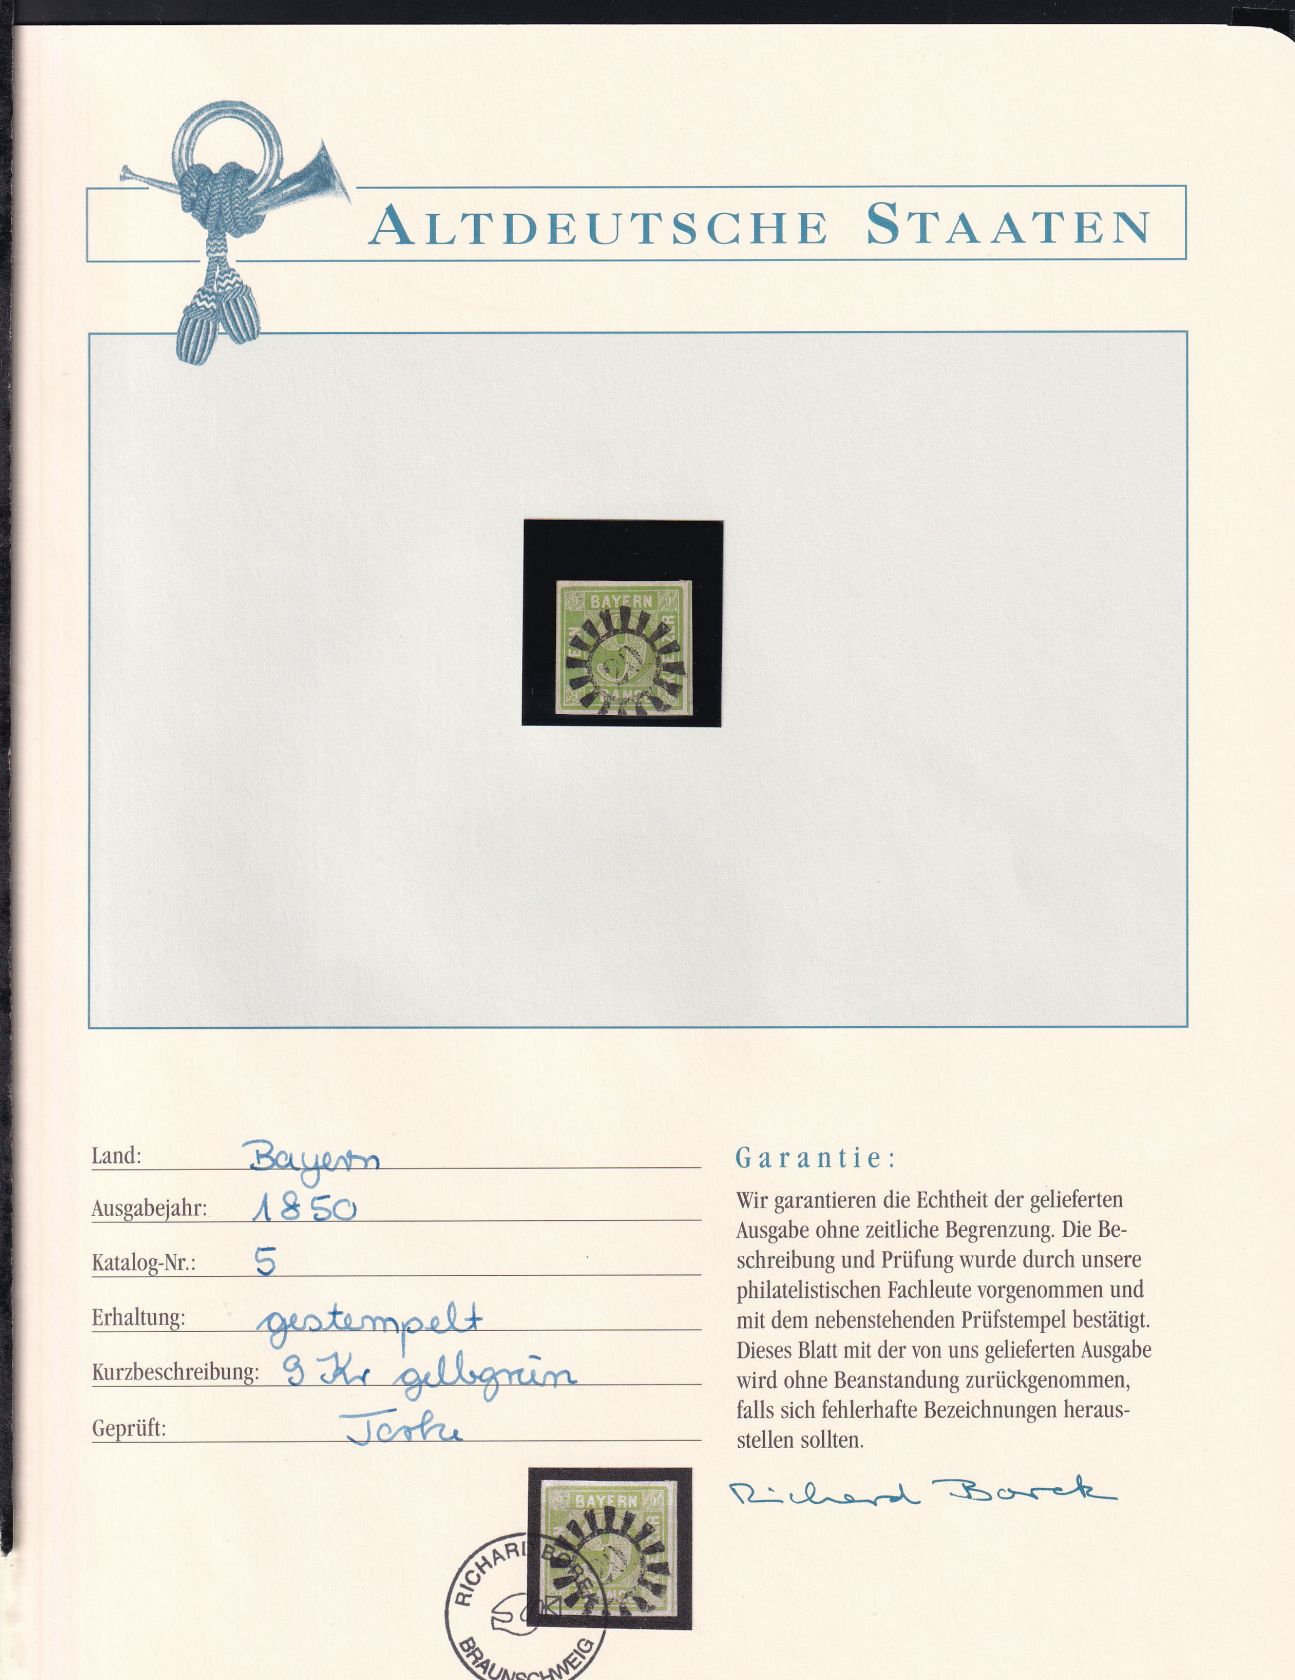 ALTDEUTSCHE STAATEN
BAYERN
Land: Bayern
Ausgabejahr: 1850
Katalog-Nr.: 5
Erhaltung: gestempelt
Kurzbeschreibung: 9 Kr gelbgrün
Geprüft:
Garantie:
Wir garantieren die Echtheit der gelieferten
Ausgabe ohne zeitliche Begrenzung. Die Be-
schreibung und Prüfung wurde durch unsere
philatelistischen Fachleute vorgenommen und
mit dem nebenstehenden Prüfstempel bestätigt.
Dieses Blatt mit der von uns gelieferten Ausgabe
wird ohne Beanstandung zurückgenommen,
falls sich fehlerhafte Bezeichnungen heraus-
stellen sollten.
Richard Borek
BAYERN
RICHARD BOREK
BRAUNSCHWEIG